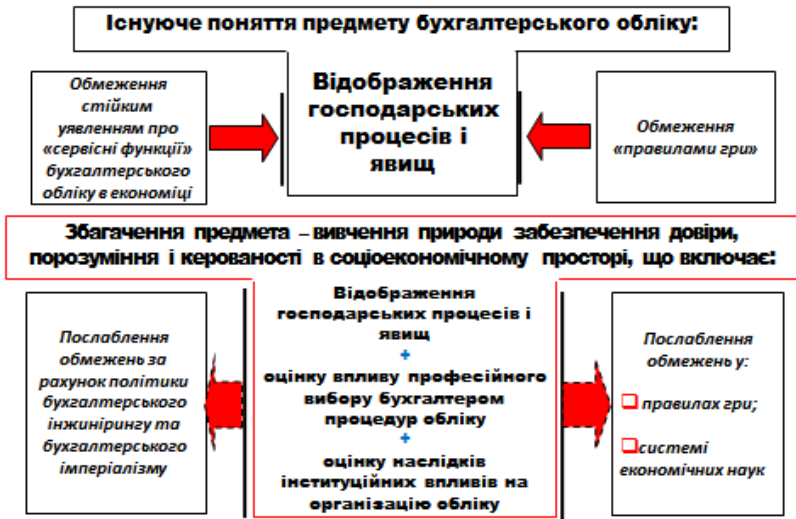 Існуюче поняття предмету бухгалтерського обліку:
Обмеження
стійким
уявленням про
«сервісні функції»
бухгалтерського
обліку в економіці
Відображення
господарських
процесів і
явищ
Обмеження
«правилами гри»
Збагачення предмета – вивчення природи забезпечення довіри,
порозуміння і керованості в соціоекономічному просторі, що включає:
Послаблення
обмежень за
рахунок політики
бухгалтерського
інжинірингу та
бухгалтерського
імперіалізму
Відображення
господарських процесів і
явищ
+
оцінку впливу професійного
вибору бухгалтером
процедур обліку
+
оцінку наслідків
інституційних впливів на
організацію обліку
Послаблення
обмежень у:
правилах гри;
системі
економічних наук